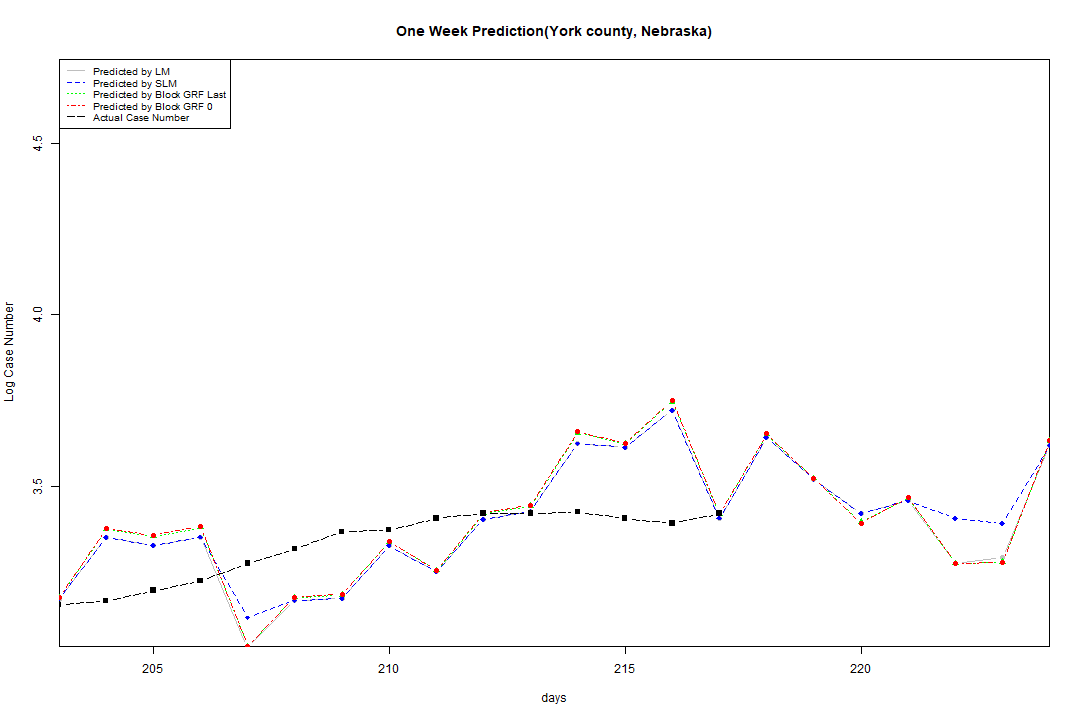 One Week Prediction(York county, Nebraska)
Predicted by LM
Predicted by SLM
Predicted by Block GRF Last
Predicted by Block GRF 0
Actual Case Number
4.5
4.0
3.5
Log Case Number
205 210 215 220
days